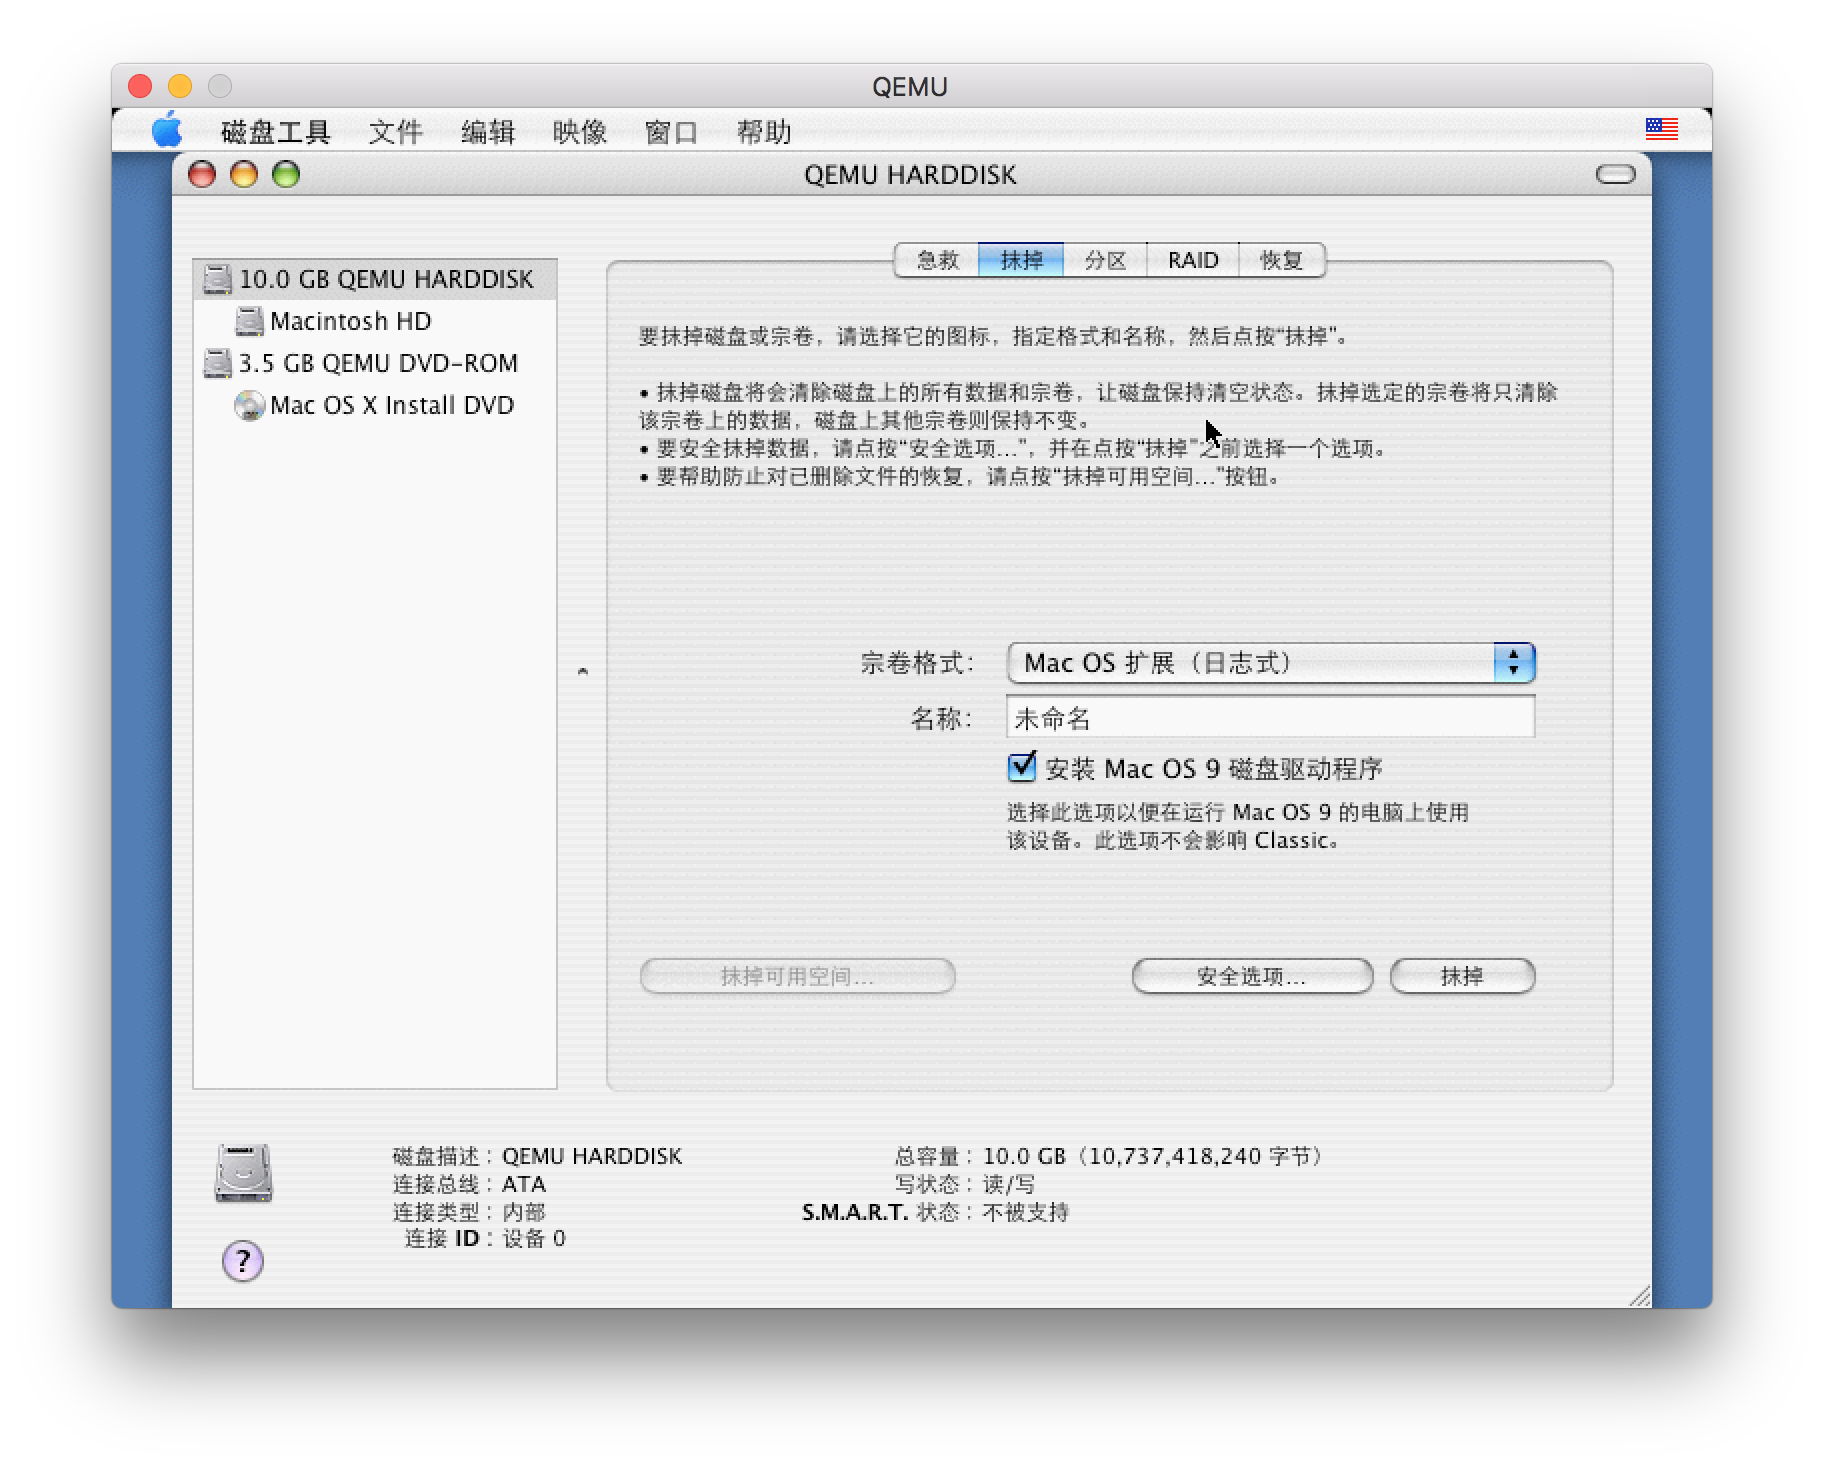 QEMU
磁盘工具 文件 编辑 映像 窗口 帮助
QEMU HARDDISK
10.0 GB QEMU HARDDISK
Macintosh HD
3.5 GB QEMU DVD-ROM
Mac OS X Install DVD
急救 抹掉 分区 RAID 恢复
要抹掉磁盘或宗卷，请选择它的图标，指定格式和名称，然后点按“抹掉”。
• 抹掉磁盘将会清除磁盘上的所有数据和宗卷，让磁盘保持清空状态。抹掉选定的宗卷将只清除
该宗卷上的数据，磁盘上其他宗卷则保持不变。
• 要安全抹掉数据，请点按“安全选项...”，并在点按“抹掉”之前选择一个选项。
• 要帮助防止对已删除文件的恢复，请点按“抹掉可用空间...”按钮。
宗卷格式： Mac OS 扩展（日志式）
名称： 未命名
安装 Mac OS 9 磁盘驱动程序
选择此选项以便在运行 Mac OS 9 的电脑上使用
该设备。此选项不会影响 Classic。
抹掉可用空间... 安全选项... 抹掉
磁盘描述：QEMU HARDDISK
连接总线：ATA
连接类型：内部
连接 ID：设备 0
总容量：10.0 GB（10,737,418,240 字节）
写状态：读/写
S.M.A.R.T. 状态：不被支持
?